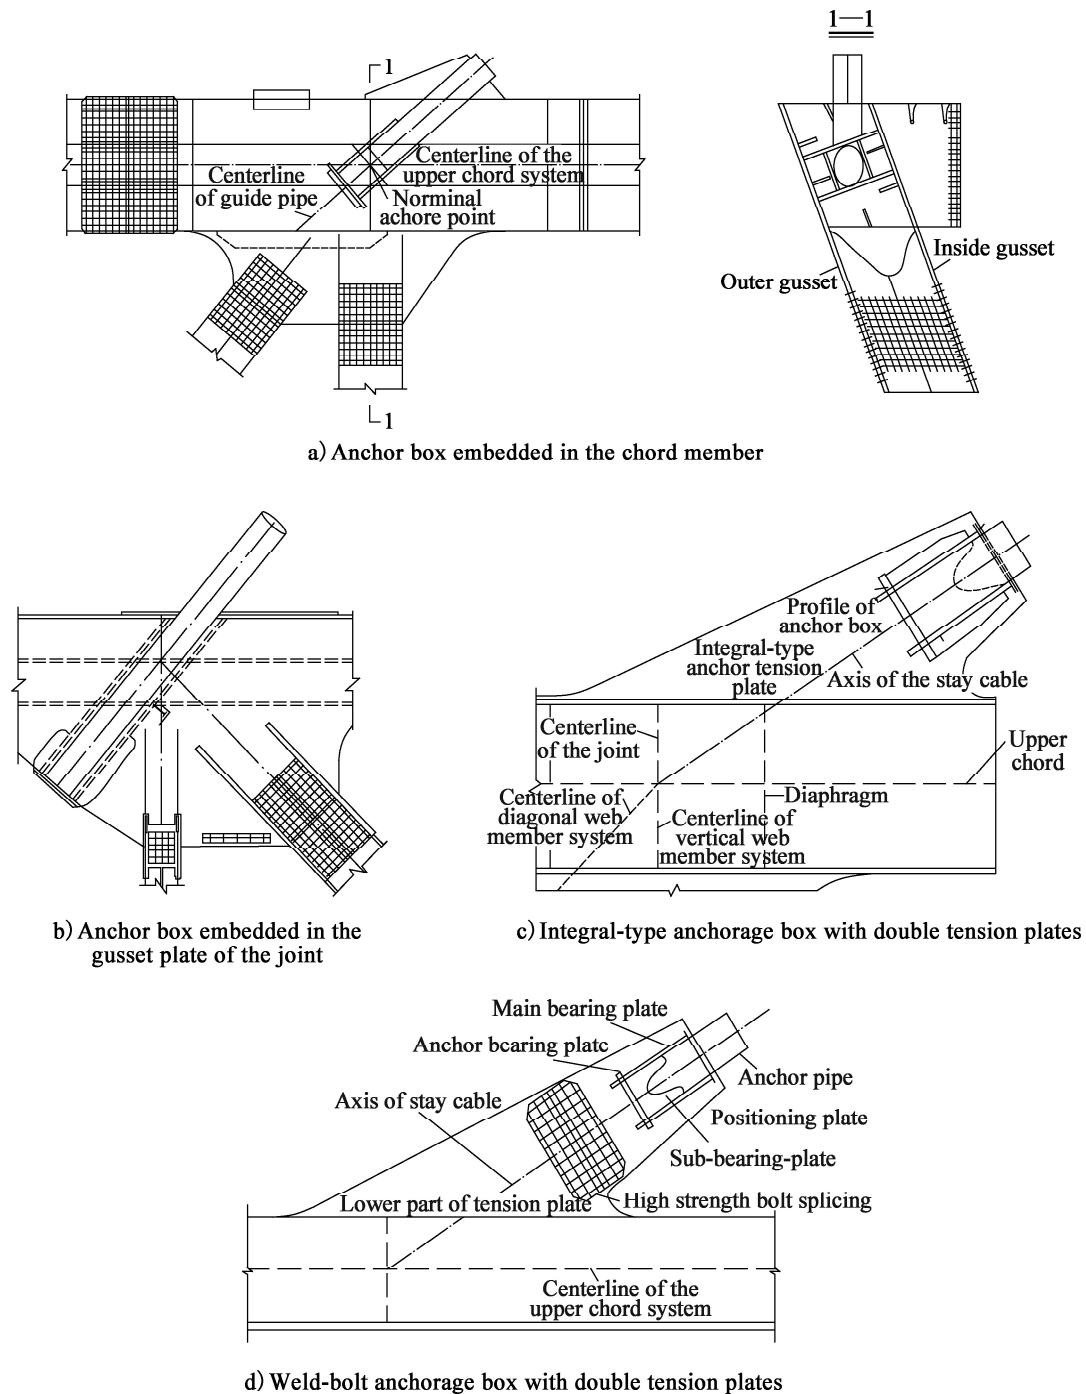 1—1
1
Centerline of the
upper chord system
Centerline
of guide pipe
Norminal
achore point
1
Outer gusset
Inside gusset
a) Anchor box embedded in the chord member
b) Anchor box embedded in the
gusset plate of the joint
Profile of
anchor box
Integral-type
anchor tension
plate
Axis of the stay cable
Centerline
of the joint
Upper
chord
Centerline of
diagonal web
member system
Diaphragm
Centerline of
vertical web
member system
c) Integral-type anchorage box with double tension plates
Main bearing plate
Anchor bearing plate
Anchor pipe
Axis of stay cable
Positioning plate
Sub-bearing-plate
Lower part of tension plate
High strength bolt splicing
Centerline of the
upper chord system
d) Weld-bolt anchorage box with double tension plates